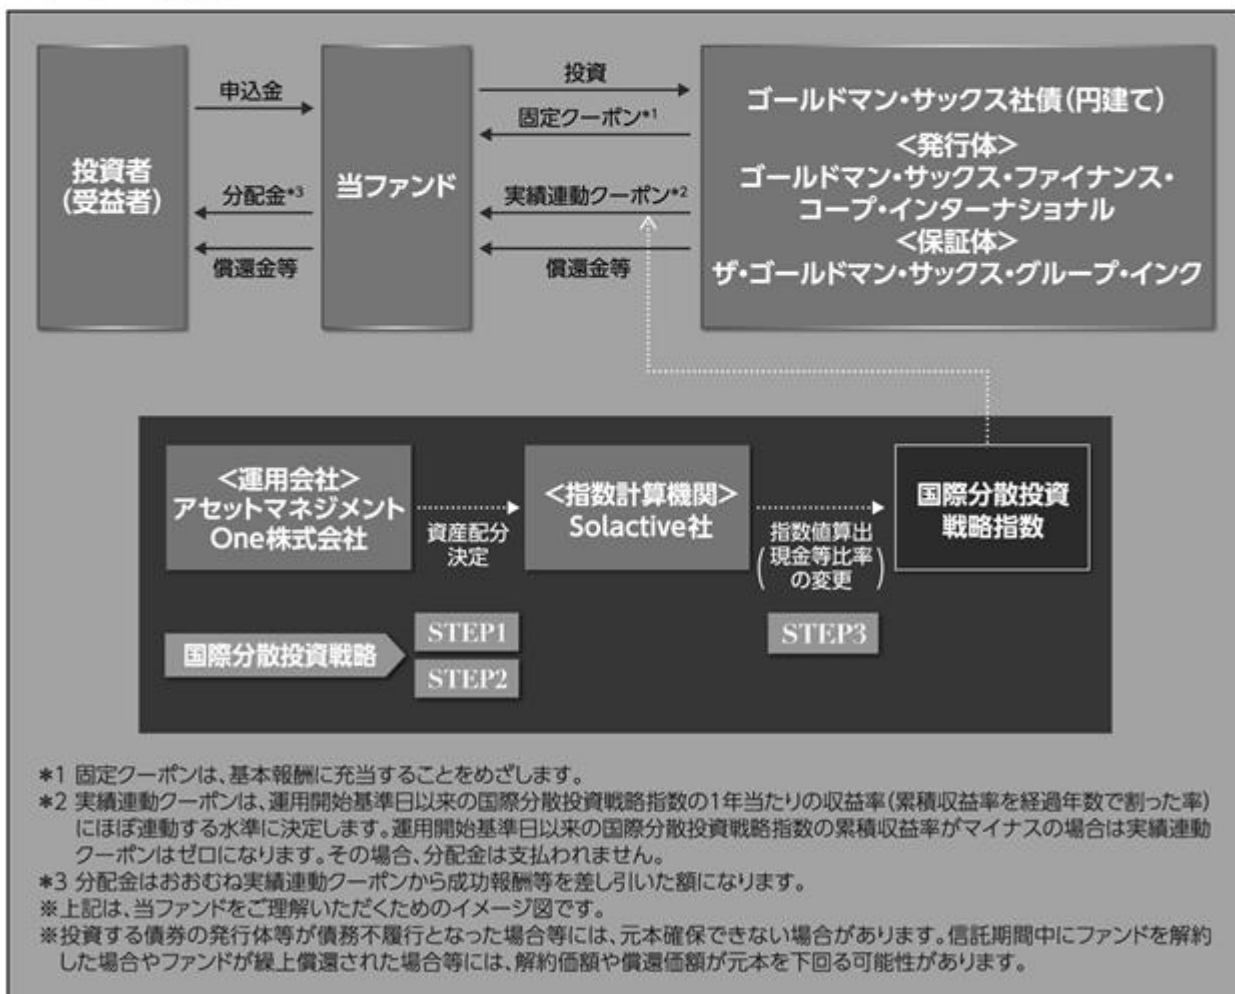 申込金
投資
固定クーポン*1
投資者
(受益者)
分配金*3
当ファンド
実績連動クーポン*2
償還金等
償還金等
ゴールドマン・サックス社債(円建て)
<発行体>
ゴールドマン・サックス・ファイナンス・
コープ・インターナショナル
<保証体>
ザ・ゴールドマン・サックス・グループ・インク
<運用会社>
アセットマネジメント
One株式会社
資産配分
決定
<指数計算機関>
Solactive社
指数値算出
(現金等比率
の変更)
国際分散投資
戦略指数
国際分散投資戦略
STEP1
STEP2
STEP3
*1 固定クーポンは、基本報酬に充当することをめざします。
*2 実績連動クーポンは、運用開始基準日以来の国際分散投資戦略指数の1年当たりの収益率(累積収益率を経過年数で割った率)
にほぼ連動する水準に決定します。運用開始基準日以来の国際分散投資戦略指数の累積収益率がマイナスの場合は実績連動
クーポンはゼロになります。その場合、分配金は支払われません。
*3 分配金はおおむね実績連動クーポンから成功報酬等を差し引いた額になります。
※上記は、当ファンドをご理解いただくためのイメージ図です。
※投資する債券の発行体等が債務不履行となった場合等には、元本確保できない場合があります。信託期間中にファンドを解約
した場合やファンドが繰上償還された場合等には、解約価額や償還価額が元本を下回る可能性があります。